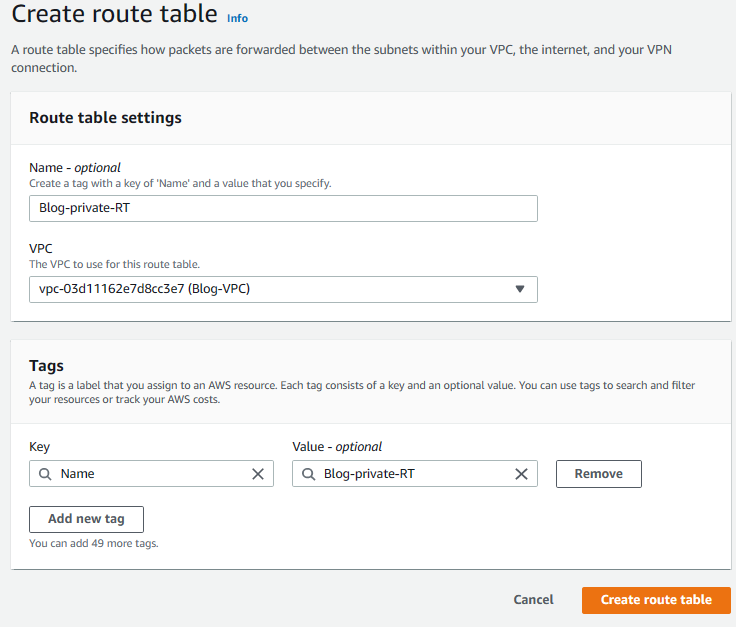 Create route table Info
A route table specifies how packets are forwarded between the subnets within your VPC, the internet, and your VPN
connection.
Route table settings
Name - optional
Create a tag with a key of 'Name' and a value that you specify.
Blog-private-RT
VPC
The VPC to use for this route table.
vpc-03d11162e7d8cc3e7 (Blog-VPC)
Tags
A tag is a label that you assign to an AWS resource. Each tag consists of a key and an optional value. You can use tags to search and filter
your resources or track your AWS costs.
Key Value - optional
Name Blog-private-RT Remove
Add new tag
You can add 49 more tags.
Cancel Create route table